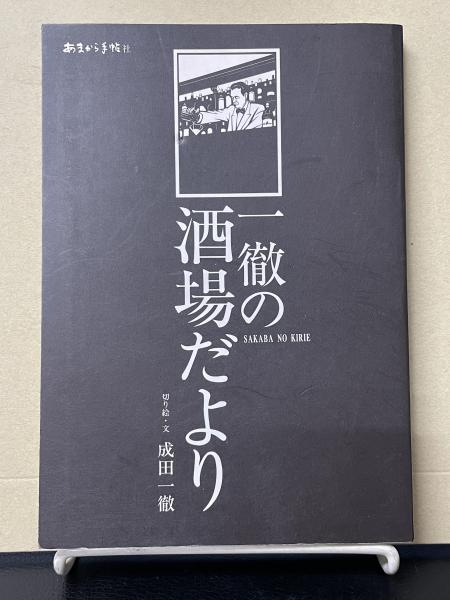 あまから手帖社
一徹の
酒場だより
SAKABA NO KIRIE
切り絵・文
成田一徹